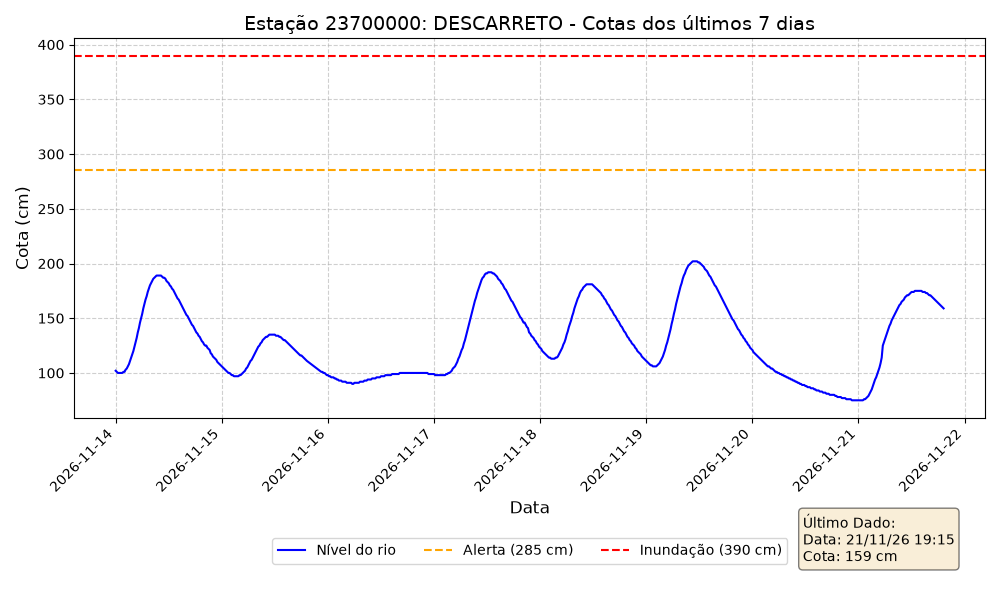 Estação 23700000: DESCARRETO - Cotas dos últimos 7 dias
Cota (cm)
400
350
300
250
200
150
100
2026-11-14
2026-11-15
2026-11-16
2026-11-17
2026-11-18
2026-11-19
2026-11-20
2026-11-21
2026-11-22
Data
Nível do rio
Alerta (285 cm)
Inundação (390 cm)
Último Dado:
Data: 21/11/26 19:15
Cota: 159 cm